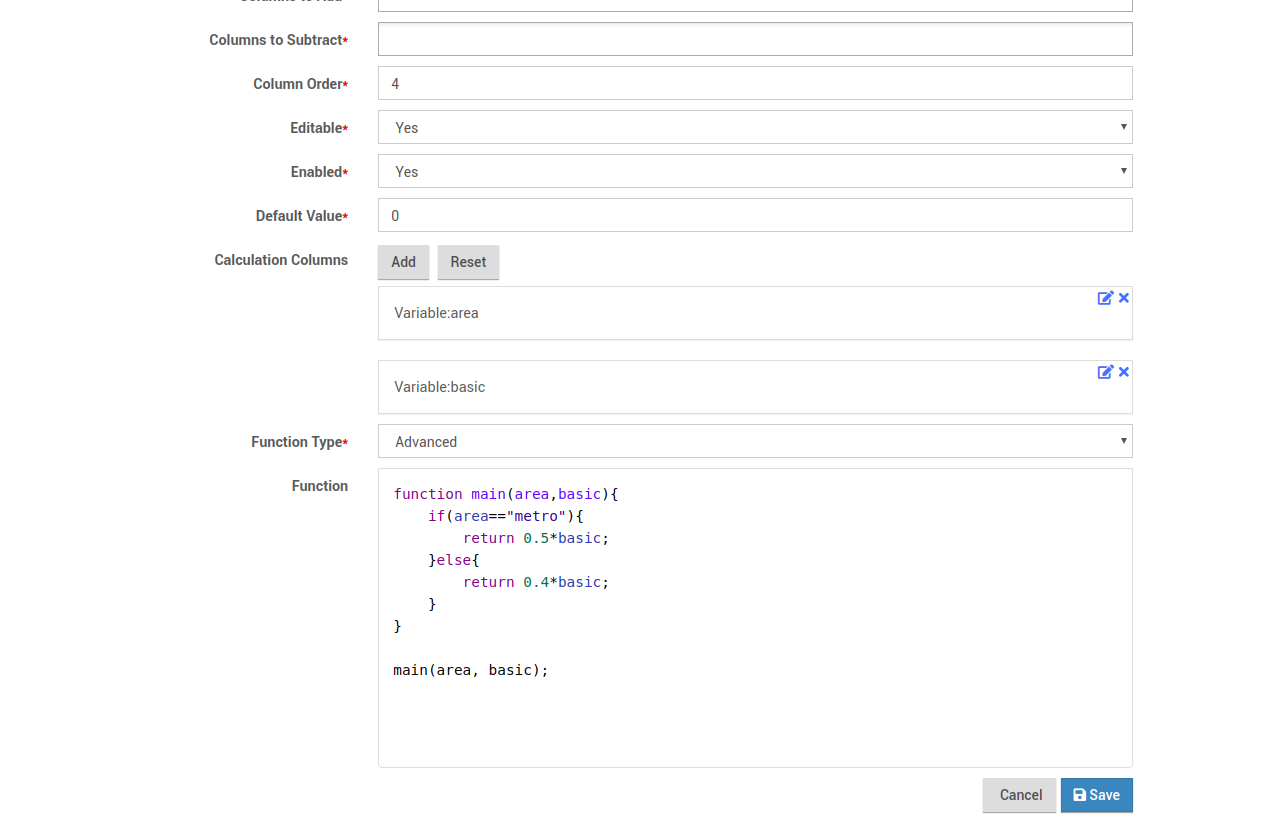 Columns to Subtract*
Column Order* 4
Editable* Yes
Enabled* Yes
Default Value* 0
Calculation Columns Add Reset
Variable:area
Variable:basic
Function Type* Advanced
Function
function main(area,basic){
    if(area=="metro"){
        return 0.5*basic;
    }else{
        return 0.4*basic;
    }
}
main(area, basic);
Cancel Save